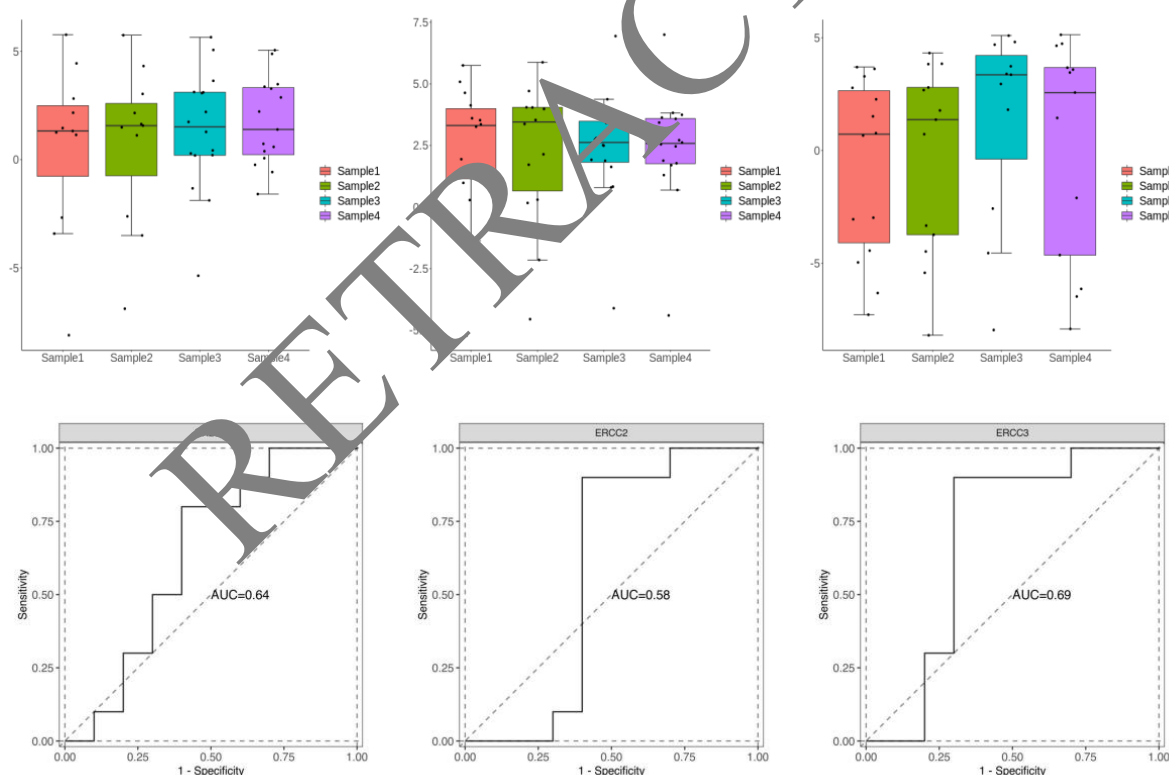 5
0
-5
Sample1 Sample2 Sample3 Sample4
Sample1
Sample2
Sample3
Sample4
7.5
5.0
2.5
-2.5
Sample1 Sample2 Sample3 Sample4
Sample1
Sample2
Sample3
Sample4
5
0
-5
Sample1 Sample2 Sample3 Sample4
RETRAC
1.00
0.75
0.50
0.25
0.00
Sensitivity
AUC=0.64
0.00 0.25 0.50 0.75 1.00
1 - Specificity
ERCC2
1.00
0.75
0.50
0.25
0.00
Sensitivity
AUC=0.58
0.00 0.25 0.50 0.75 1.00
1 - Specificity
ERCC3
1.00
0.75
0.50
0.25
0.00
Sensitivity
AUC=0.69
0.00 0.25 0.50 0.75 1.00
1 - Specificity